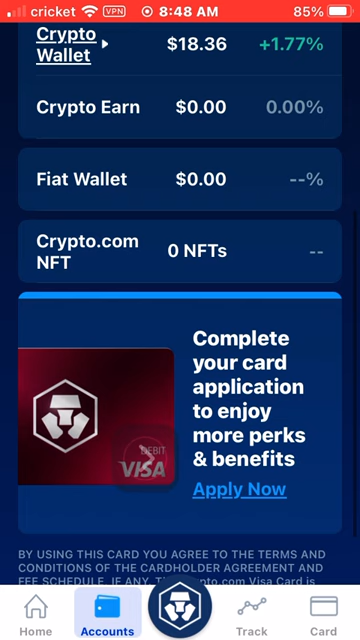 cricket VPN 8:48 AM 85%
Crypto $18.36 +1.77%
Wallet
Crypto Earn $0.00 0.00%
Fiat Wallet $0.00 --%
Crypto.com 0 NFTs --
NFT
Complete
your card
application
to enjoy
more perks
& benefits
Apply Now
DEBIT
VISA
BY USING THIS CARD YOU AGREE TO THE TERMS AND
CONDITIONS OF THE CARDHOLDER AGREEMENT AND
FEE SCHEDULE, IF ANY. Visa Card is
Home Accounts Track Card